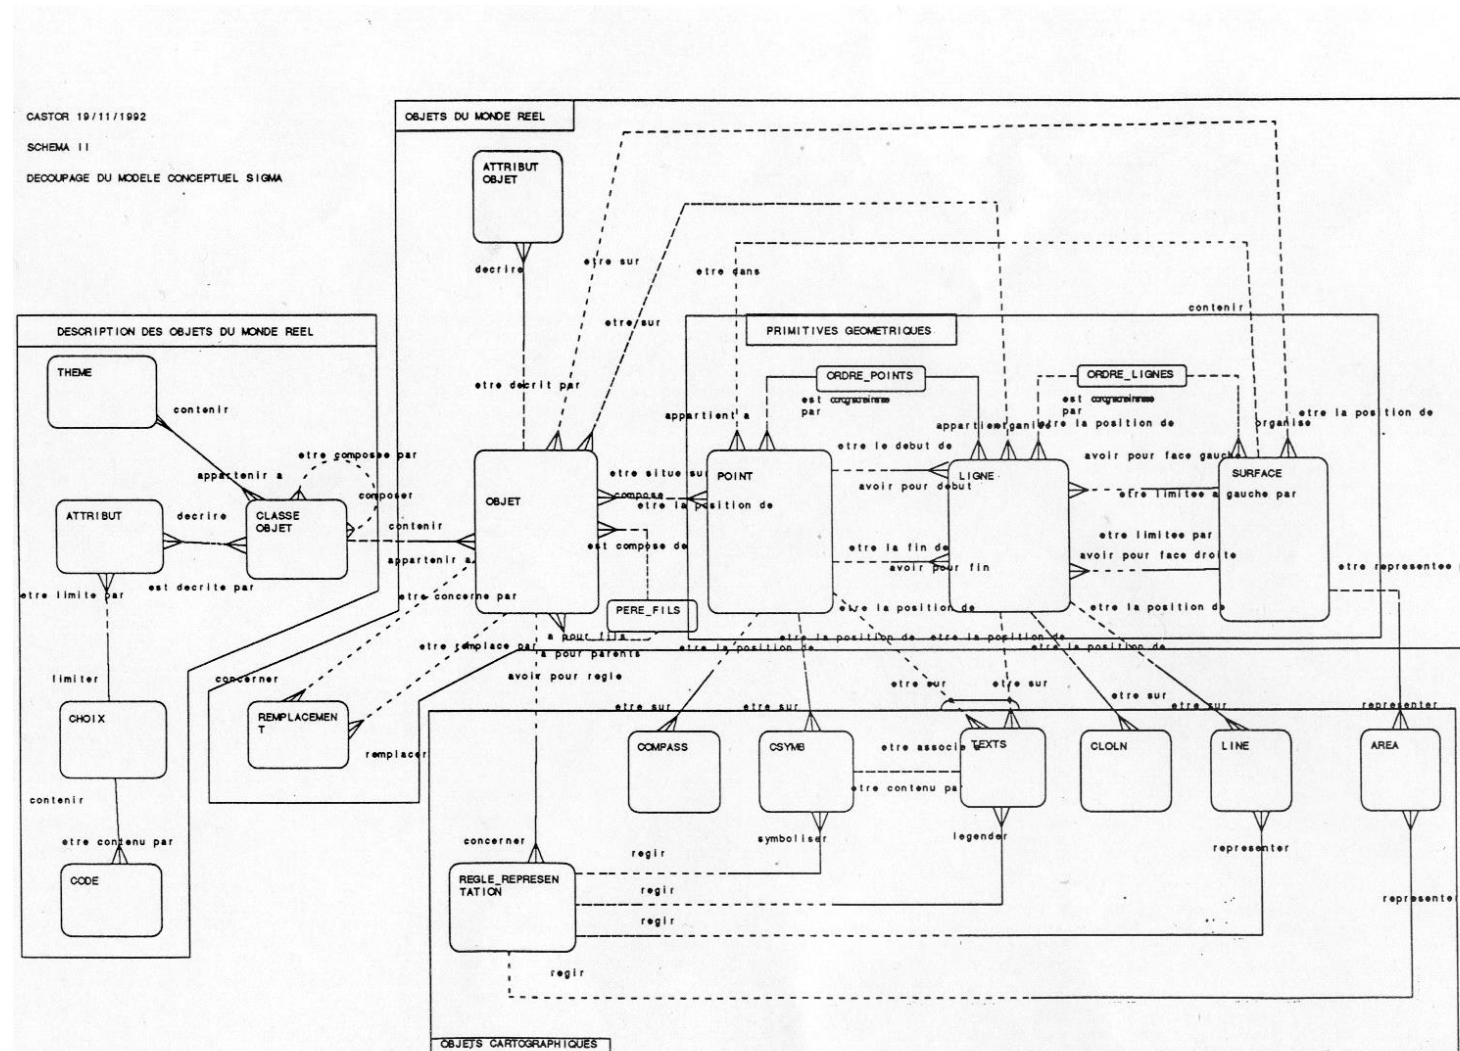 CASTOR 19/11/1992
SCHEMA II
DECOUPAGE DU MODELE CONCEPTUEL SIGMA
OBJETS DU MONDE REEL
ATTRIBUT
OBJET
decrire
etre sur
etre dans
etre sur
contenir
DESCRIPTION DES OBJETS DU MONDE REEL
PRIMITIVES GEOMETRIQUES
THEME
contenir
etre decrit par
ORDRE_POINTS
est
par
ORDRE_LIGNES
est
par
appartient a
organise
etre la position de
etre la position de
etre composee par
appartenir a
composer
etre le debut de
avoir pour face gauche
ATTRIBUT
decrire
CLASSE
OBJET
contenir
OBJET
etre situe sur
compose
etre la position de
POINT
avoir pour debut
LIGNE
etre limitee a gauche par
SURFACE
est decrite par
appartenir a
est compose de
etre la fin de
avoir pour fin
etre limitee par
avoir pour face droite
etre representee
etre limite par
etre concerne par
PERE_FILS
etre la position de
etre la position de
a pour fils
etre remplace par
a pour parents
etre la position de
etre la position de
etre la position de
etre la position de
avoir pour regle
limiter
concerner
etre sur
etre sur
etre sur
etre sur
etre sur
etre sur
representer
CHOIX
REMPLACEMEN
T
remplacer
COMPASS
CSYMB
etre associe a
TEXTS
CLOLN
LINE
AREA
etre contenu par
contenir
etre contenu par
concerner
symboliser
legender
representer
CODE
REGLE_REPRESEN
TATION
regir
regir
regir
representer
regir
OBJETS CARTOGRAPHIQUES